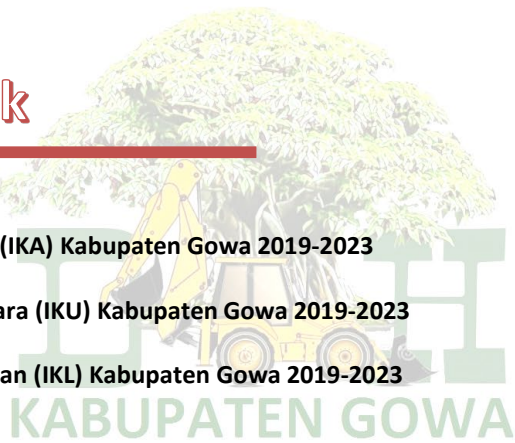 k
(IKA) Kabupaten Gowa 2019-2023
ara (IKU) Kabupaten Gowa 2019-2023
an (IKL) Kabupaten Gowa 2019-2023
D H
KABUPATEN GOWA